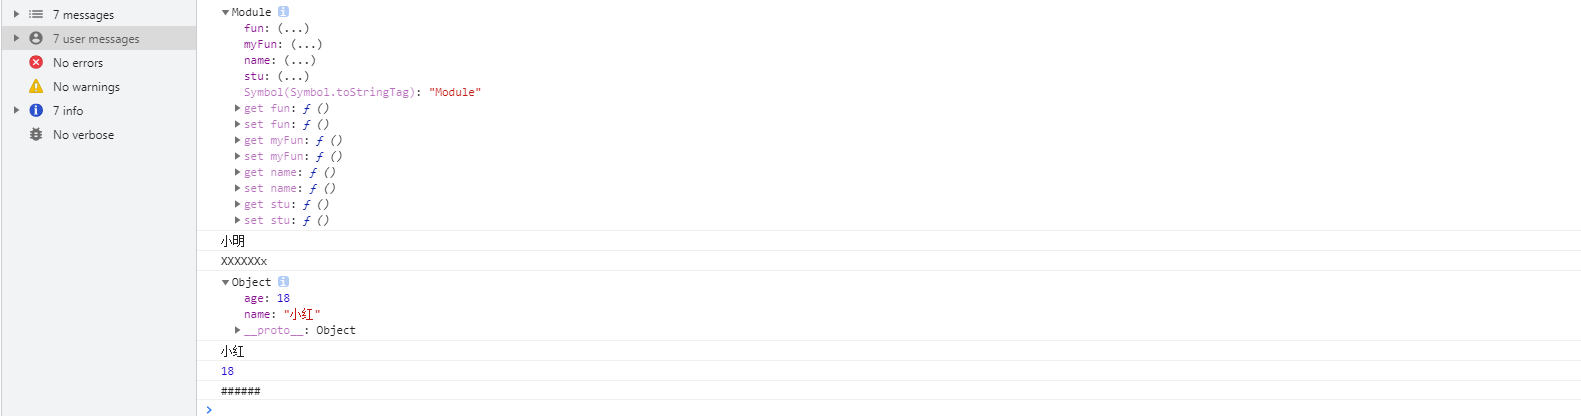 7 messages
7 user messages
No errors
No warnings
7 info
No verbose
Module i
fun: (...)
myFun: (...)
name: (...)
stu: (...)
Symbol(Symbol.toStringTag): "Module"
get fun: ƒ ()
set fun: ƒ ()
get myFun: ƒ ()
set myFun: ƒ ()
get name: ƒ ()
set name: ƒ ()
get stu: ƒ ()
set stu: ƒ ()
小明
XXXXXXx
Object i
age: 18
name: "小红"
__proto__: Object
小红
18
######